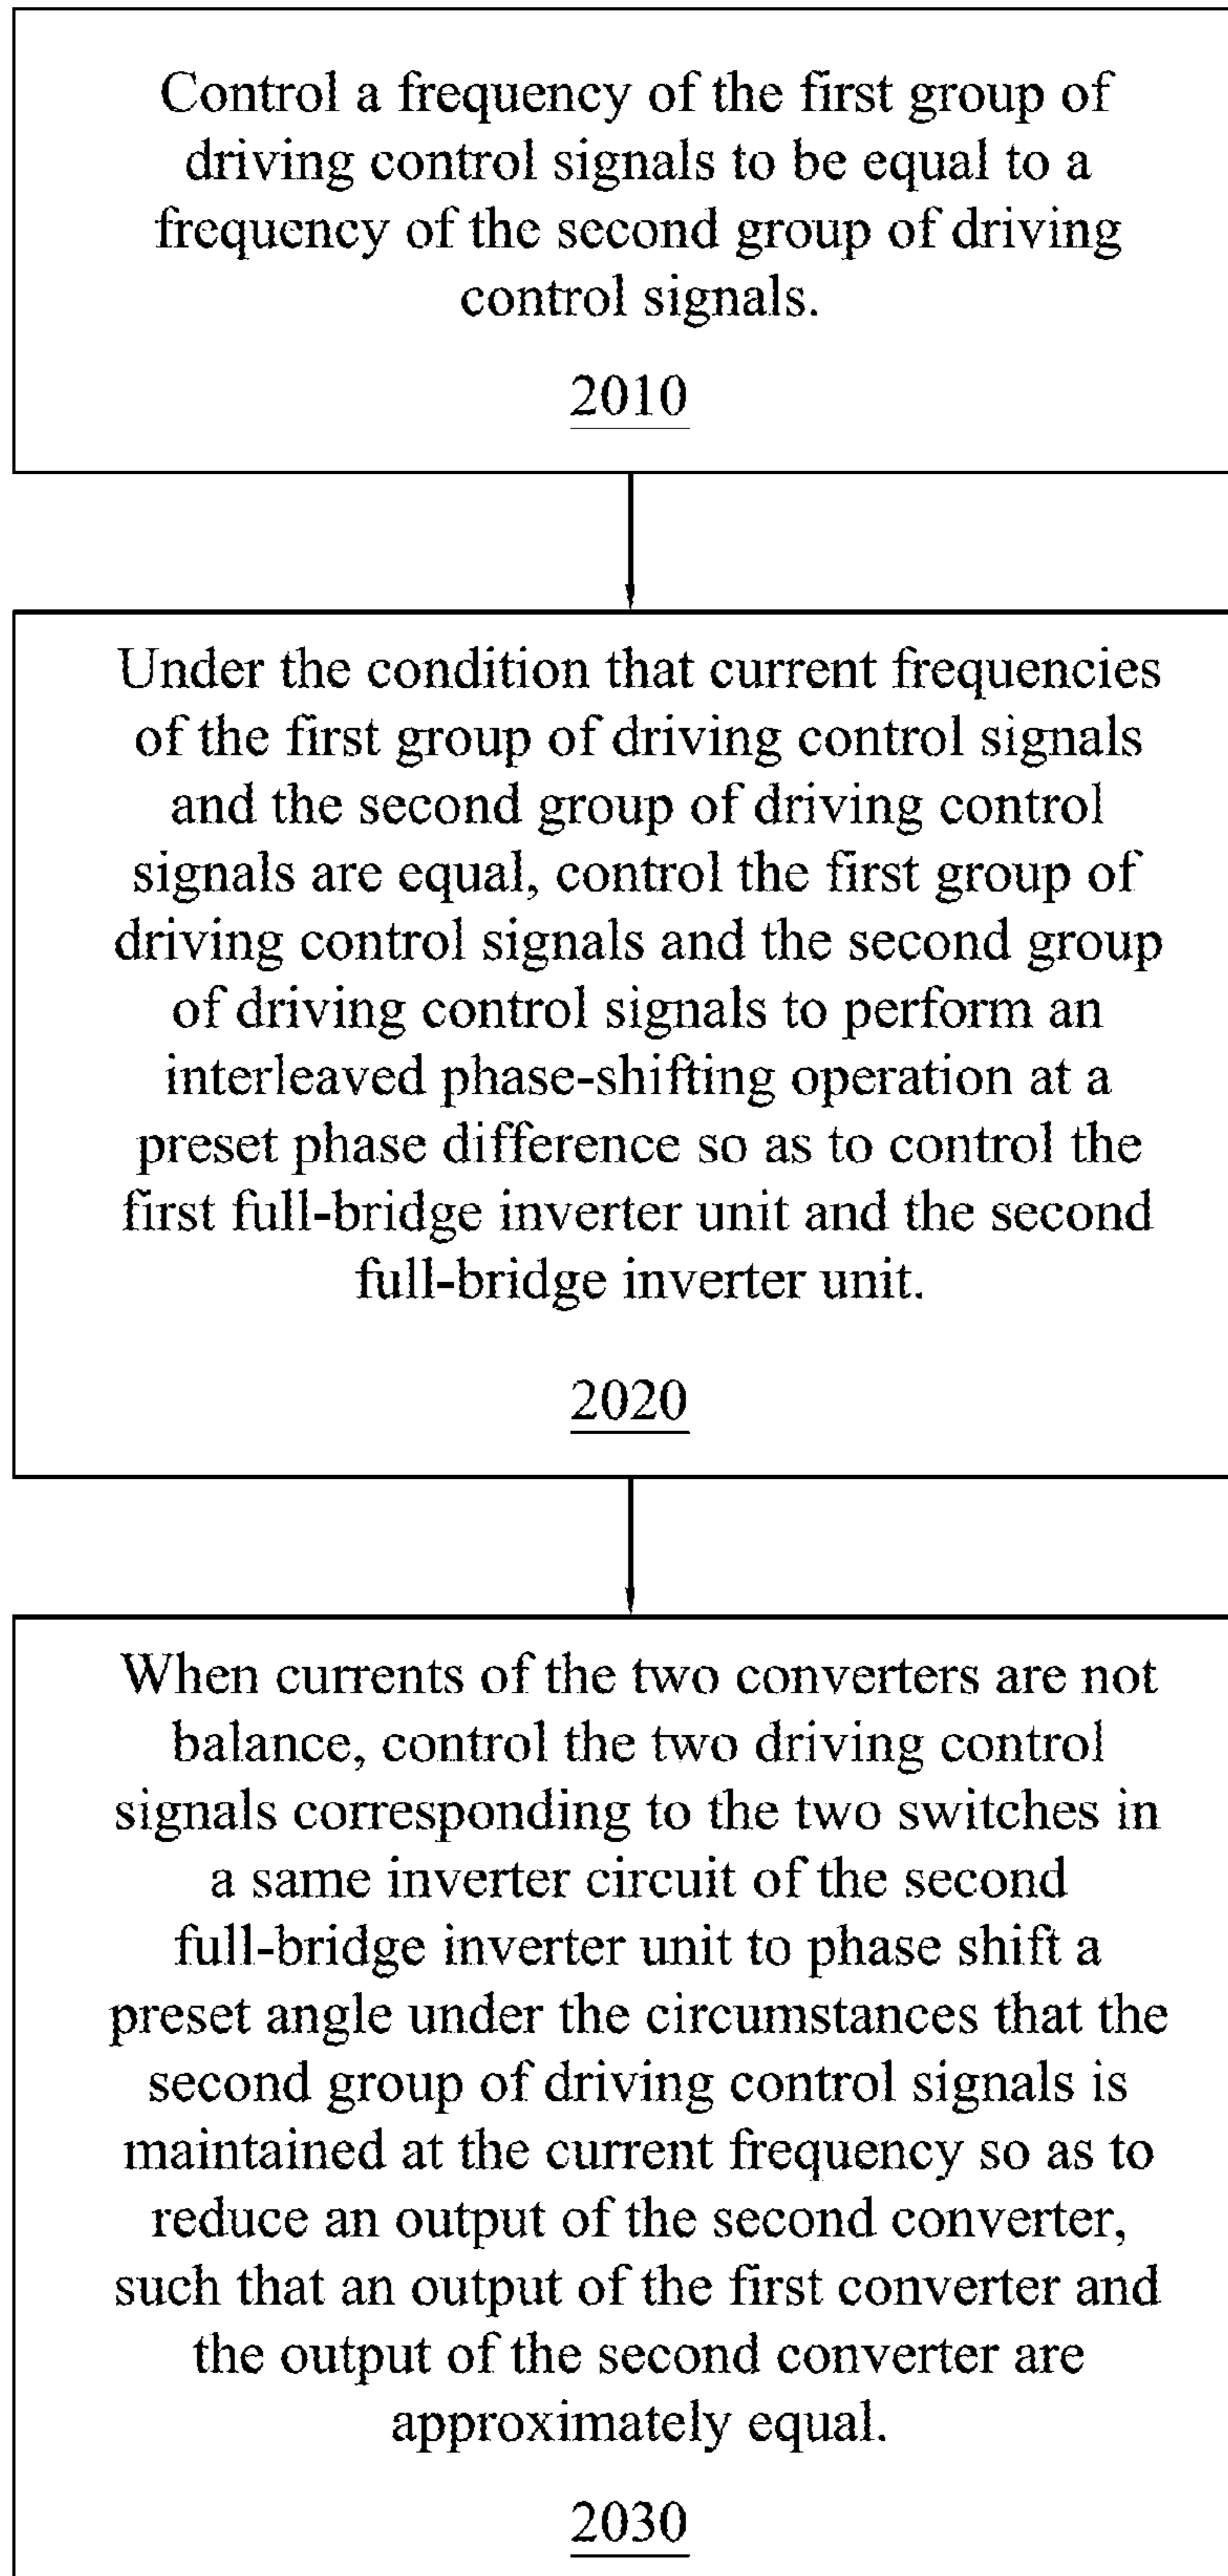 Control a frequency of the first group of
driving control signals to be equal to a
frequency of the second group of driving
control signals.
2010
Under the condition that current frequencies
of the first group of driving control signals
and the second group of driving control
signals are equal, control the first group of
driving control signals and the second group
of driving control signals to perform an
interleaved phase-shifting operation at a
preset phase difference so as to control the
first full-bridge inverter unit and the second
full-bridge inverter unit.
2020
When currents of the two converters are not
balance, control the two driving control
signals corresponding to the two switches in
a same inverter circuit of the second
full-bridge inverter unit to phase shift a
preset angle under the circumstances that the
second group of driving control signals is
maintained at the current frequency so as to
reduce an output of the second converter,
such that an output of the first converter and
the output of the second converter are
approximately equal.
2030